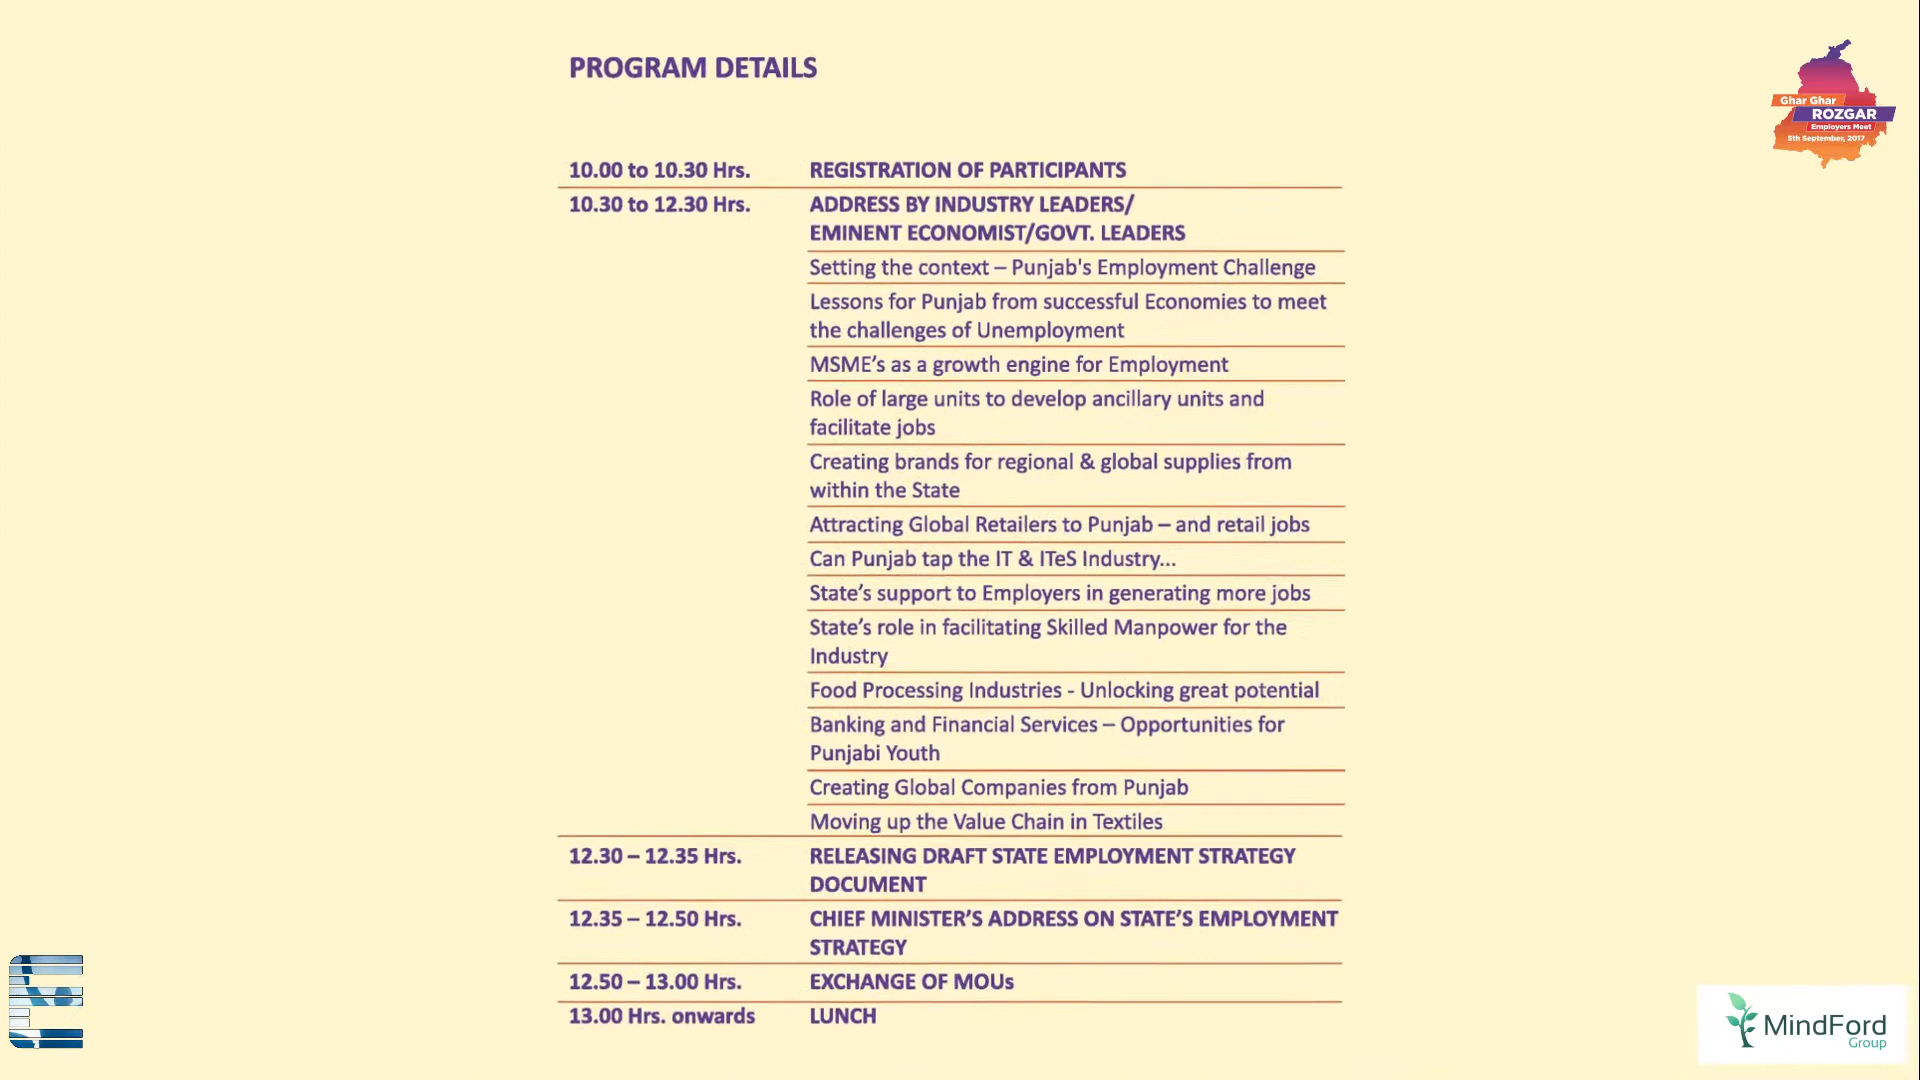 PROGRAM DETAILS
Ghar Ghar
ROZGAR
Employers Meet
5th September, 2017
10.00 to 10.30 Hrs. REGISTRATION OF PARTICIPANTS
10.30 to 12.30 Hrs. ADDRESS BY INDUSTRY LEADERS/
EMINENT ECONOMIST/GOVT. LEADERS
Setting the context – Punjab's Employment Challenge
Lessons for Punjab from successful Economies to meet
the challenges of Unemployment
MSME’s as a growth engine for Employment
Role of large units to develop ancillary units and
facilitate jobs
Creating brands for regional & global supplies from
within the State
Attracting Global Retailers to Punjab – and retail jobs
Can Punjab tap the IT & ITeS Industry...
State’s support to Employers in generating more jobs
State’s role in facilitating Skilled Manpower for the
Industry
Food Processing Industries - Unlocking great potential
Banking and Financial Services – Opportunities for
Punjabi Youth
Creating Global Companies from Punjab
Moving up the Value Chain in Textiles
12.30 – 12.35 Hrs. RELEASING DRAFT STATE EMPLOYMENT STRATEGY
DOCUMENT
12.35 – 12.50 Hrs. CHIEF MINISTER’S ADDRESS ON STATE’S EMPLOYMENT
STRATEGY
12.50 – 13.00 Hrs. EXCHANGE OF MOUs
13.00 Hrs. onwards LUNCH
MindFord
Group